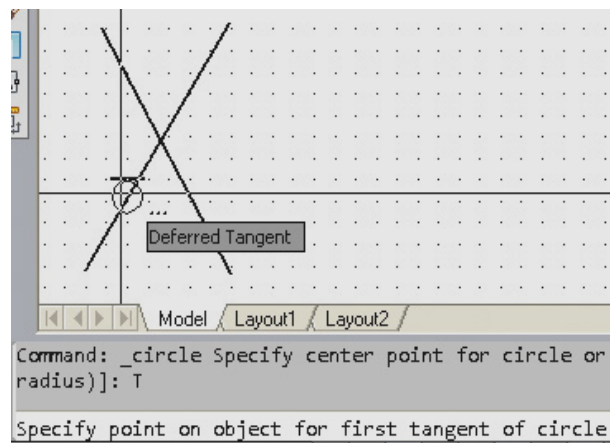 Deferred Tangent
Model Layout1 Layout2
Command: _circle Specify center point for circle or
radius)]: T
Specify point on object for first tangent of circle